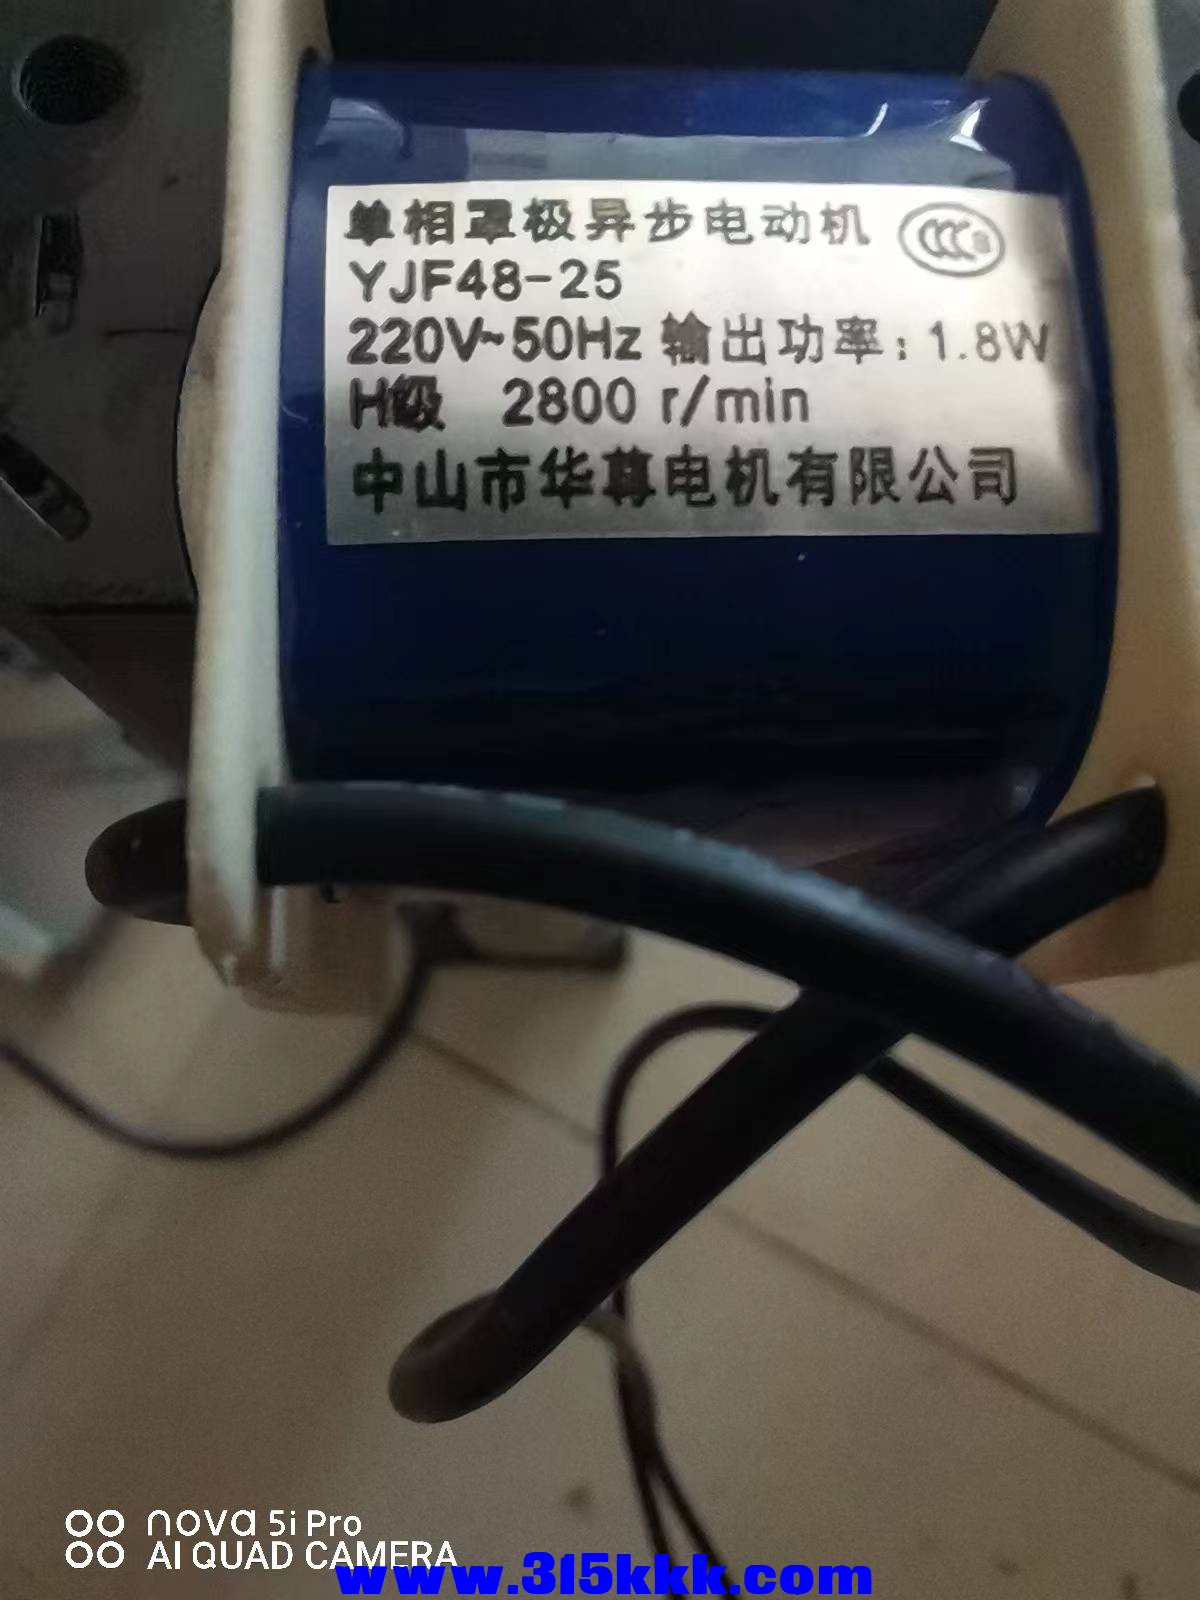 单相罩极异步电动机 CCC S
YJF48-25
220V~50Hz 输出功率: 1.8W
H级 2800 r/min
中山市华尊电机有限公司
nova 5i Pro
AI QUAD CAMERA
www.315kkk.com